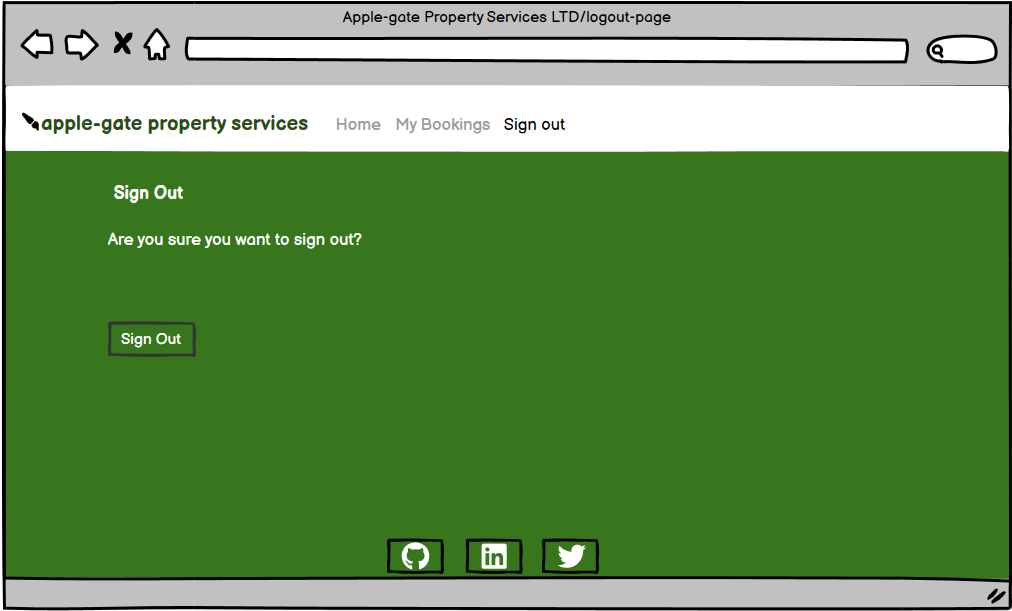 Apple-gate Property Services LTD/logout-page
apple-gate property services Home My Bookings Sign out
Sign Out
Are you sure you want to sign out?
Sign Out
in